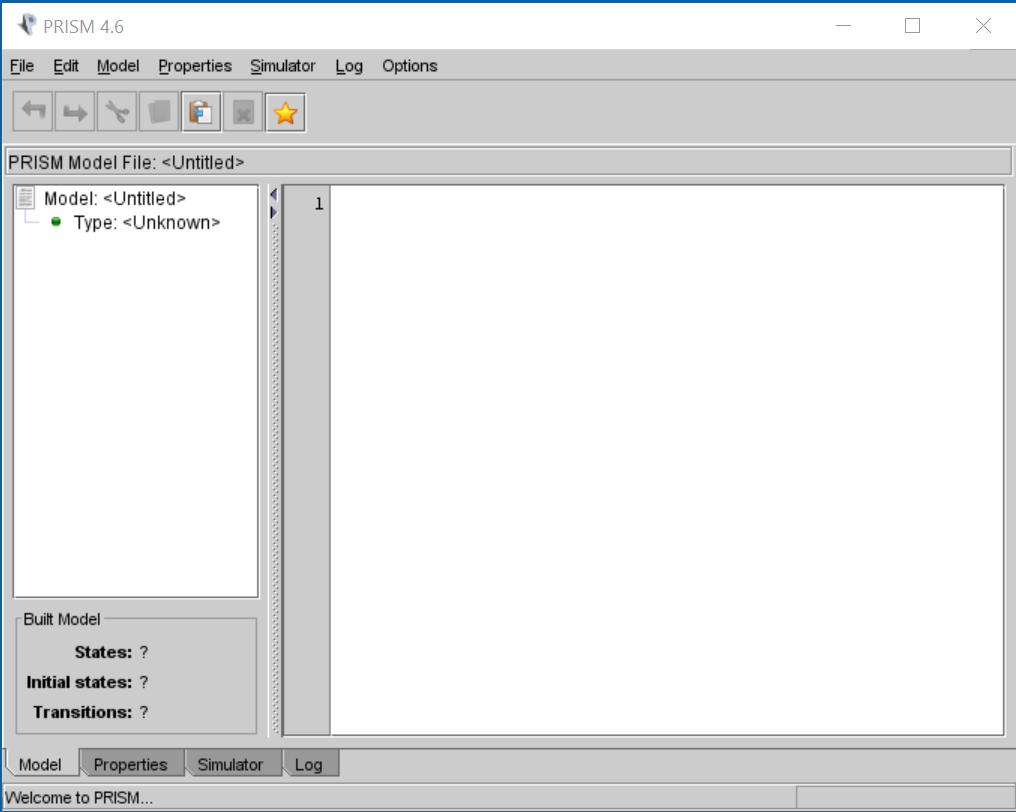 PRISM 4.6
File Edit Model Properties Simulator Log Options
PRISM Model File: <Untitled>
Model: <Untitled>
Type: <Unknown>
1
Built Model
States: ?
Initial states: ?
Transitions: ?
Model Properties Simulator Log
Welcome to PRISM...